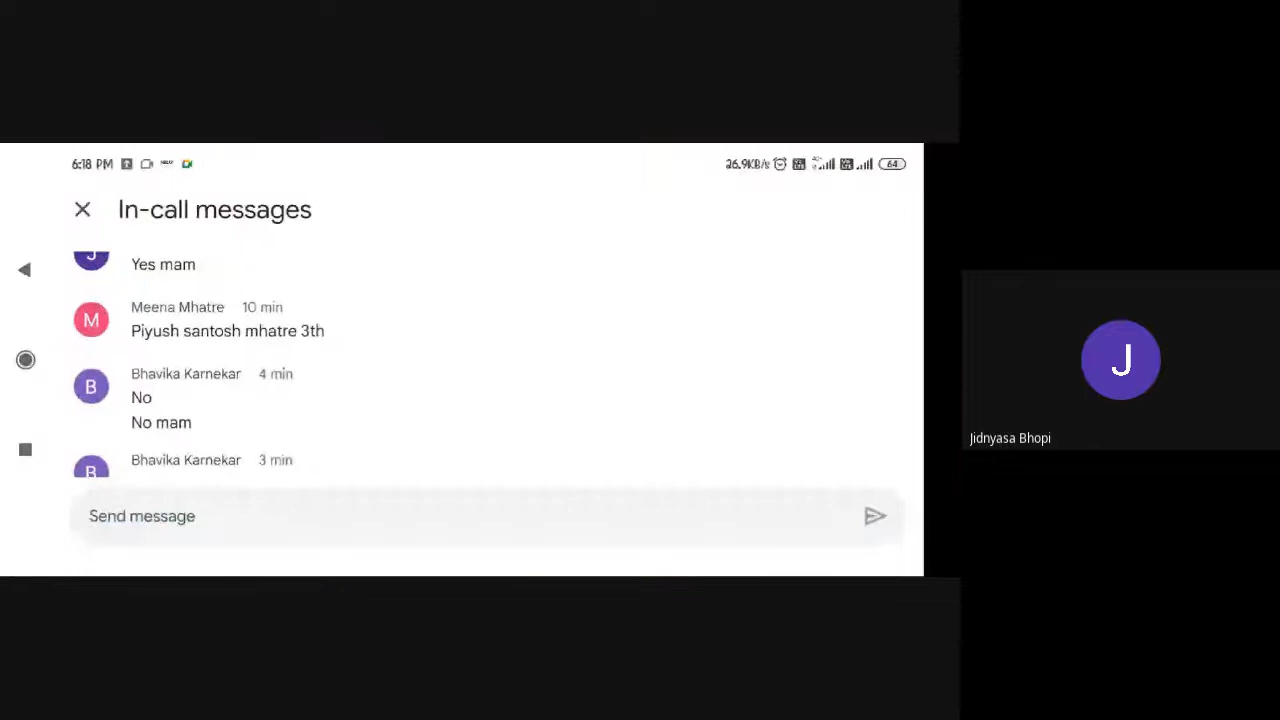 6:18 PM
26.9KB/s
64
In-call messages
J
Yes mam
M
Meena Mhatre 10 min
Piyush santosh mhatre 3th
B
Bhavika Karnekar 4 min
No
No mam
B
Bhavika Karnekar 3 min
Send message
J
Jidnyasa Bhopi